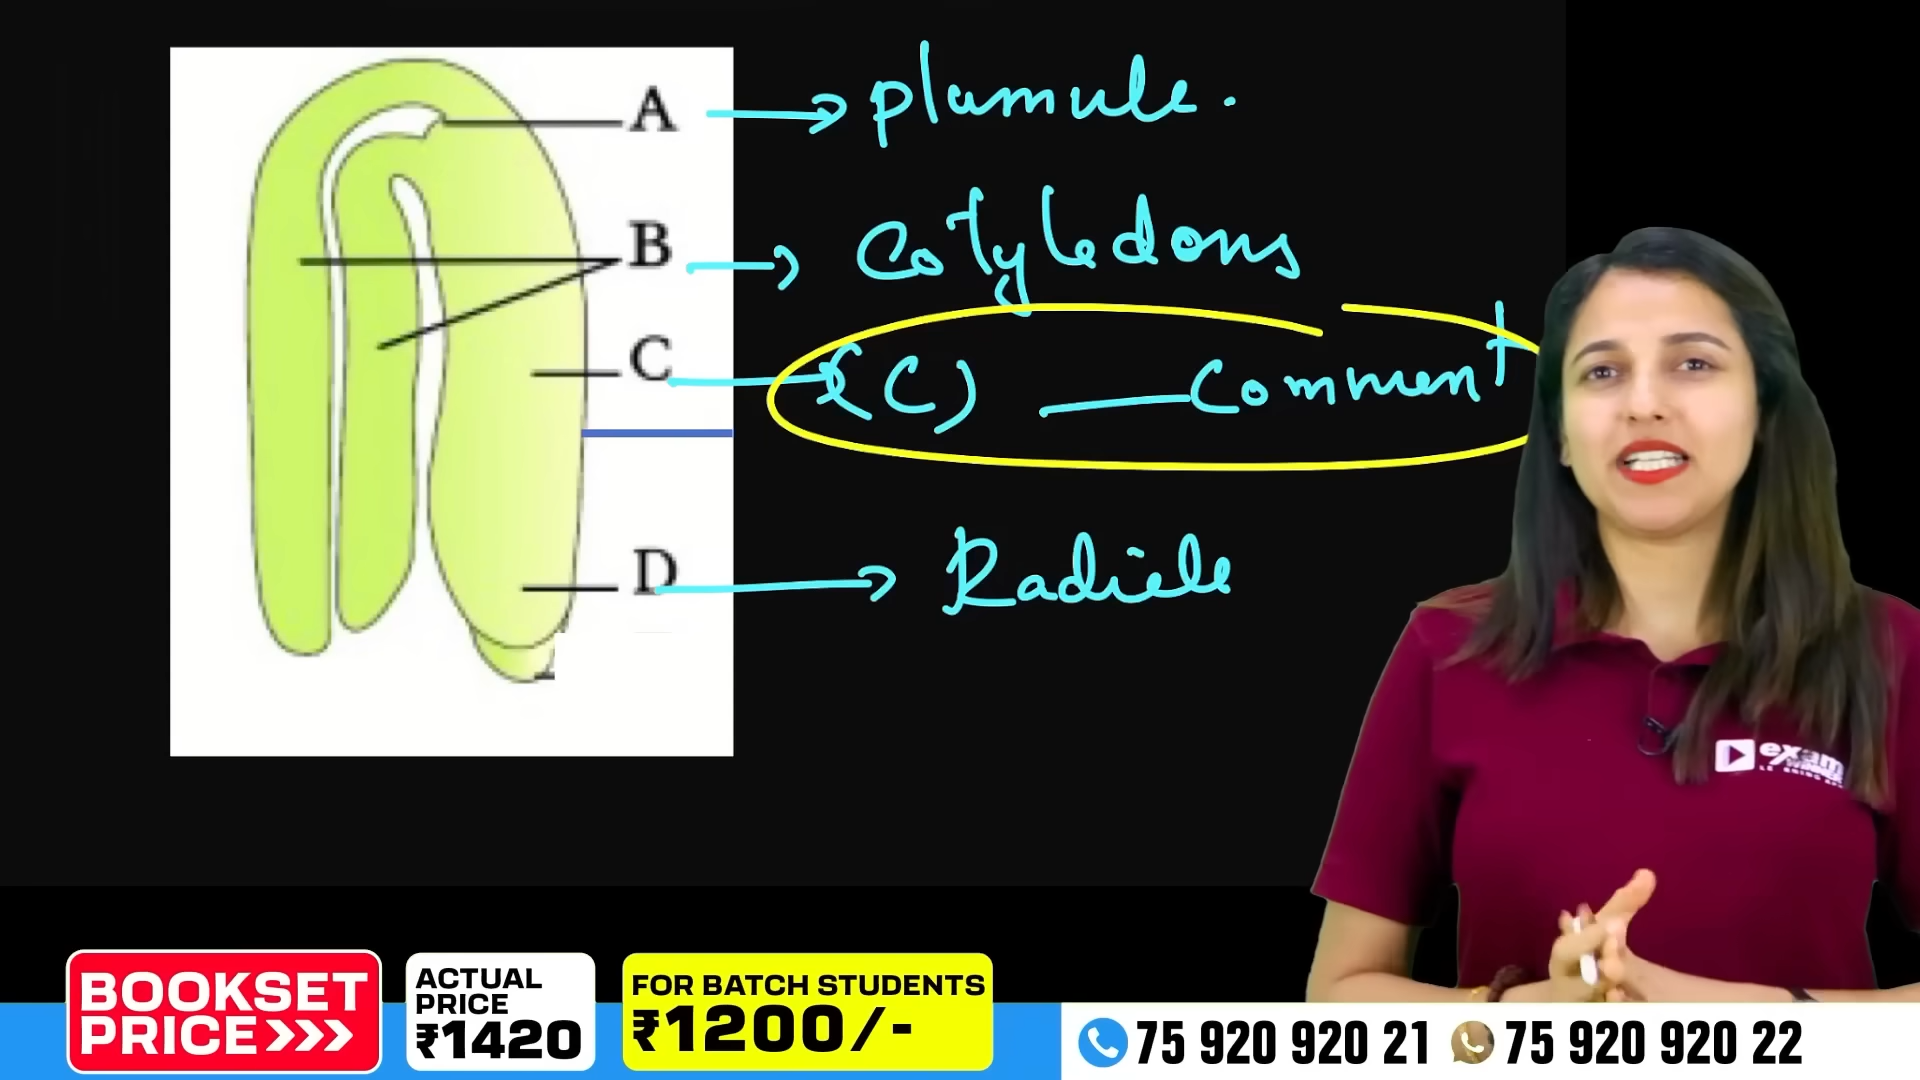 A → plumule.
B → Cotyledons
C → (C) — Comment
D → Radicle
exam
BOOKSET
PRICE >>>
ACTUAL
PRICE
₹1420
FOR BATCH STUDENTS
₹1200/-
75 920 920 21
75 920 920 22